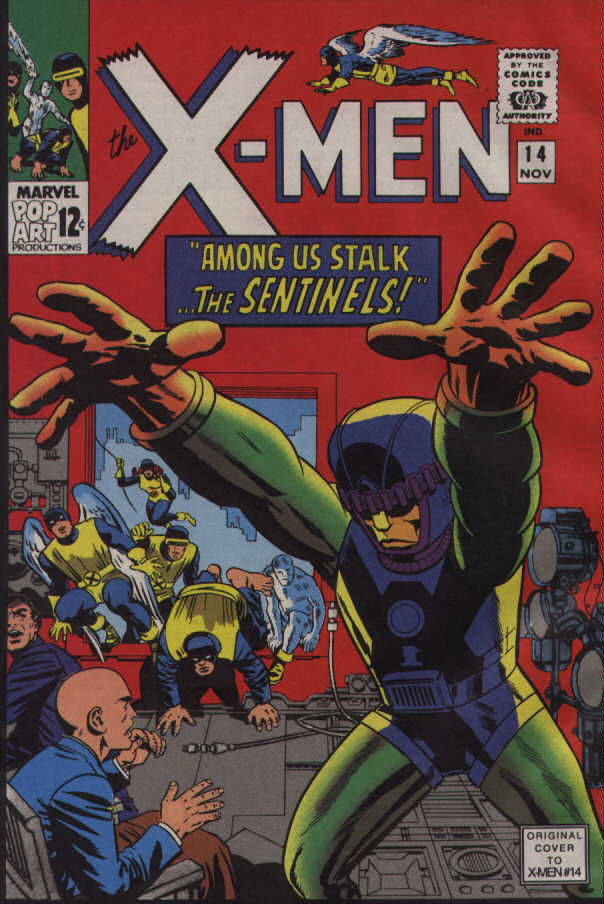 the
X-MEN
APPROVED
BY THE
COMICS
CODE
CA
AUTHORITY
IND.
14
NOV
MARVEL
POP
ART
12¢
PRODUCTIONS
"AMONG US STALK
...THE SENTINELS!"
ORIGINAL
COVER
TO
X-MEN #14